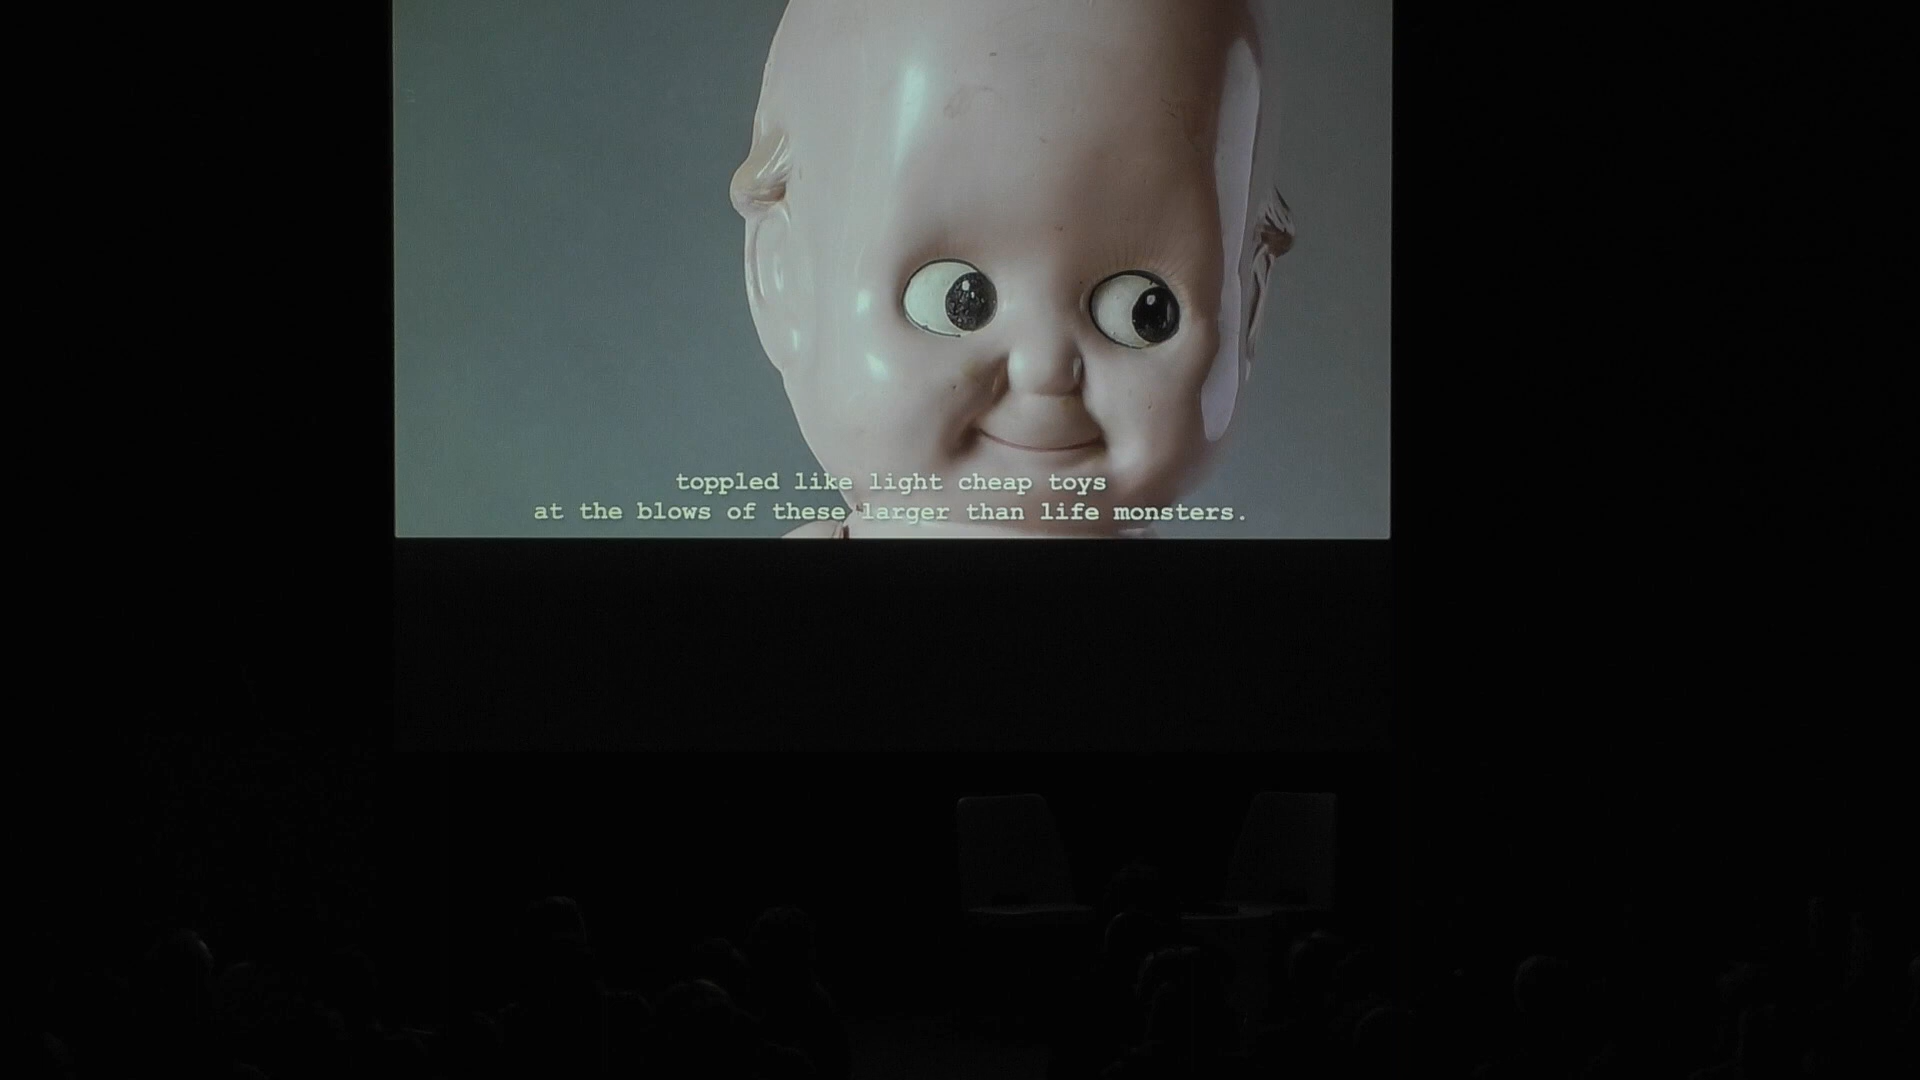 toppled like light cheap toys
at the blows of these larger than life monsters.